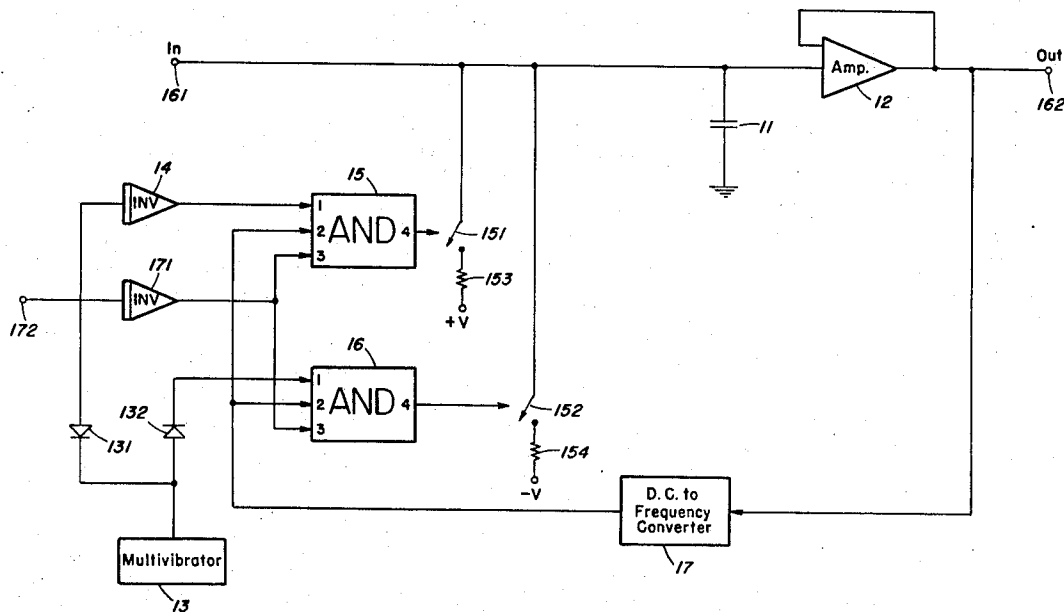 In
161
Amp.
12
Out
162
11
14
INV
15
1
2
3
AND
4
151
153
+V
171
INV
172
16
1
2
3
AND
4
152
154
-V
132
131
D.C. to
Frequency
Converter
17
Multivibrator
13